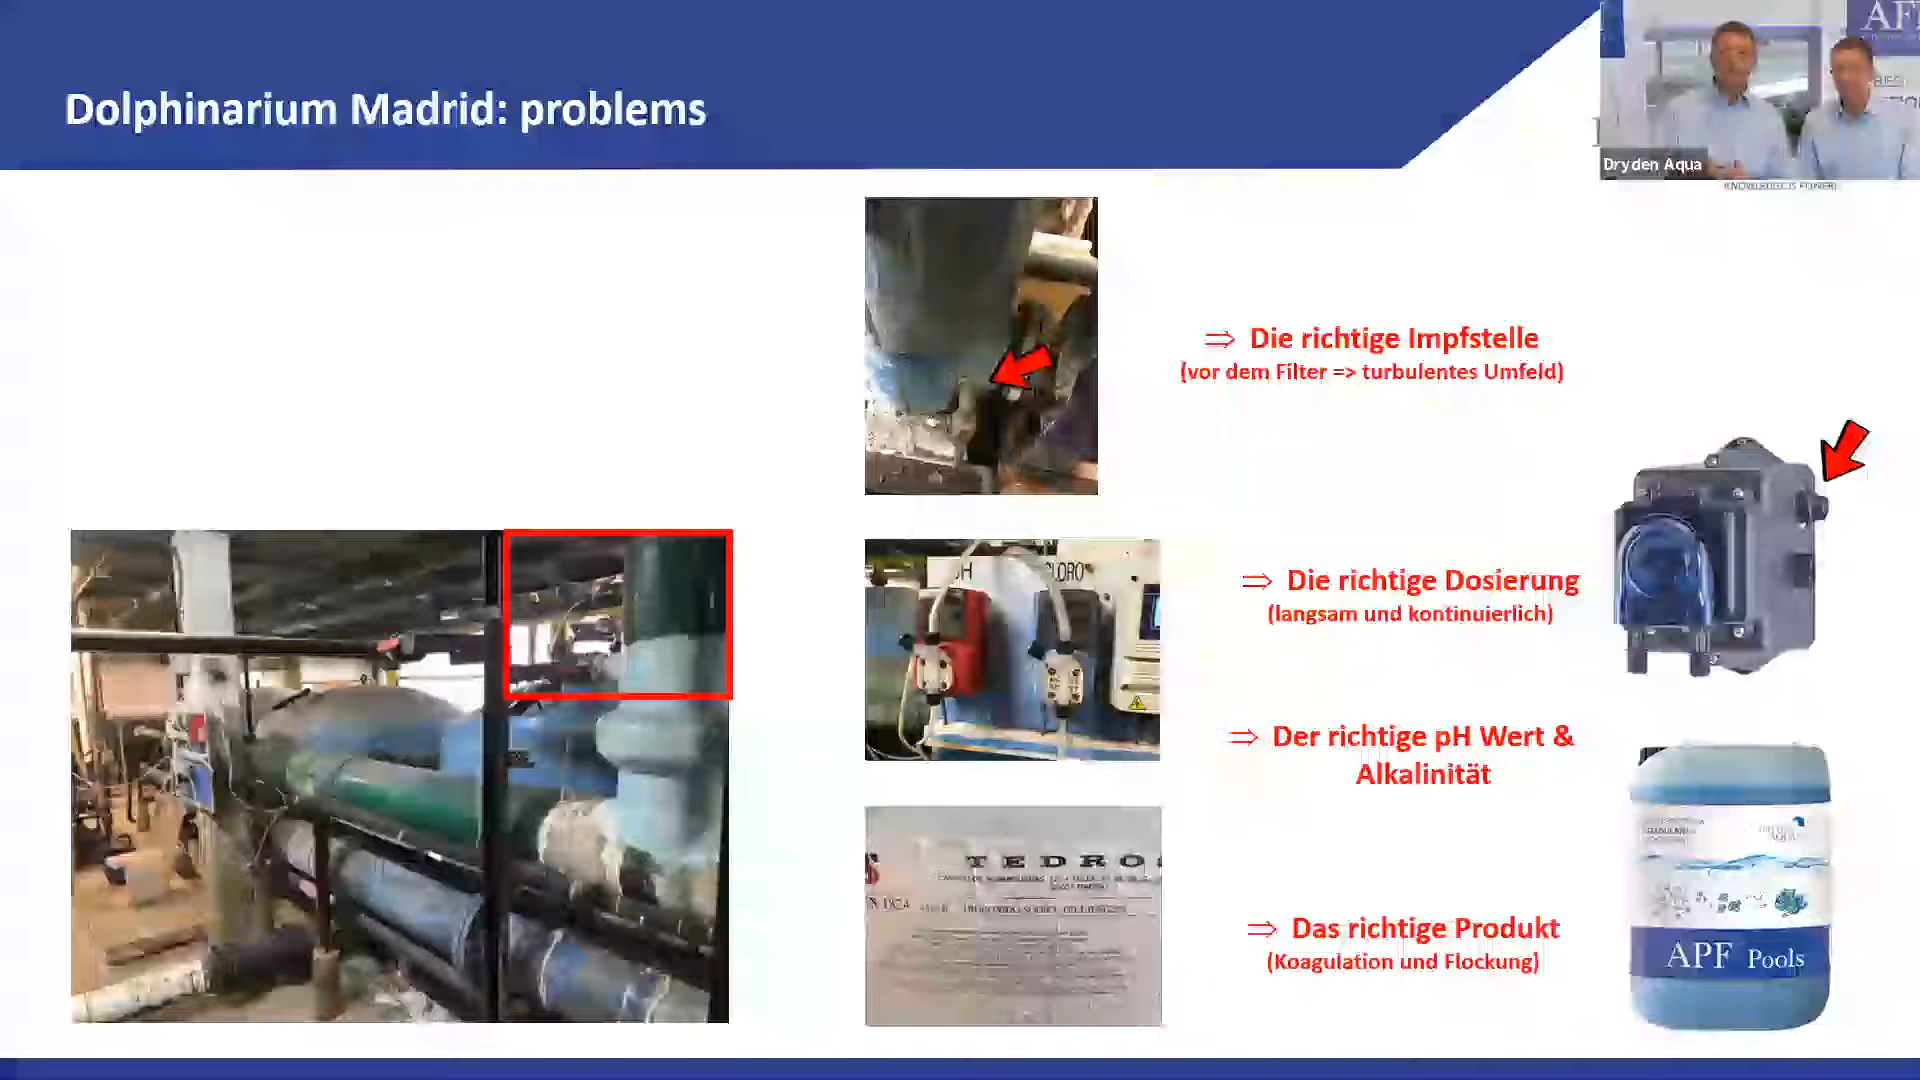 Dolphinarium Madrid: problems
AF
Dryden Aqua
⇒ Die richtige Impfstelle
(vor dem Filter => turbulentes Umfeld)
⇒ Die richtige Dosierung
(langsam und kontinuierlich)
⇒ Der richtige pH Wert &
Alkalinität
⇒ Das richtige Produkt
(Koagulation und Flockung)
CLORO
TEDRO
APF Pools